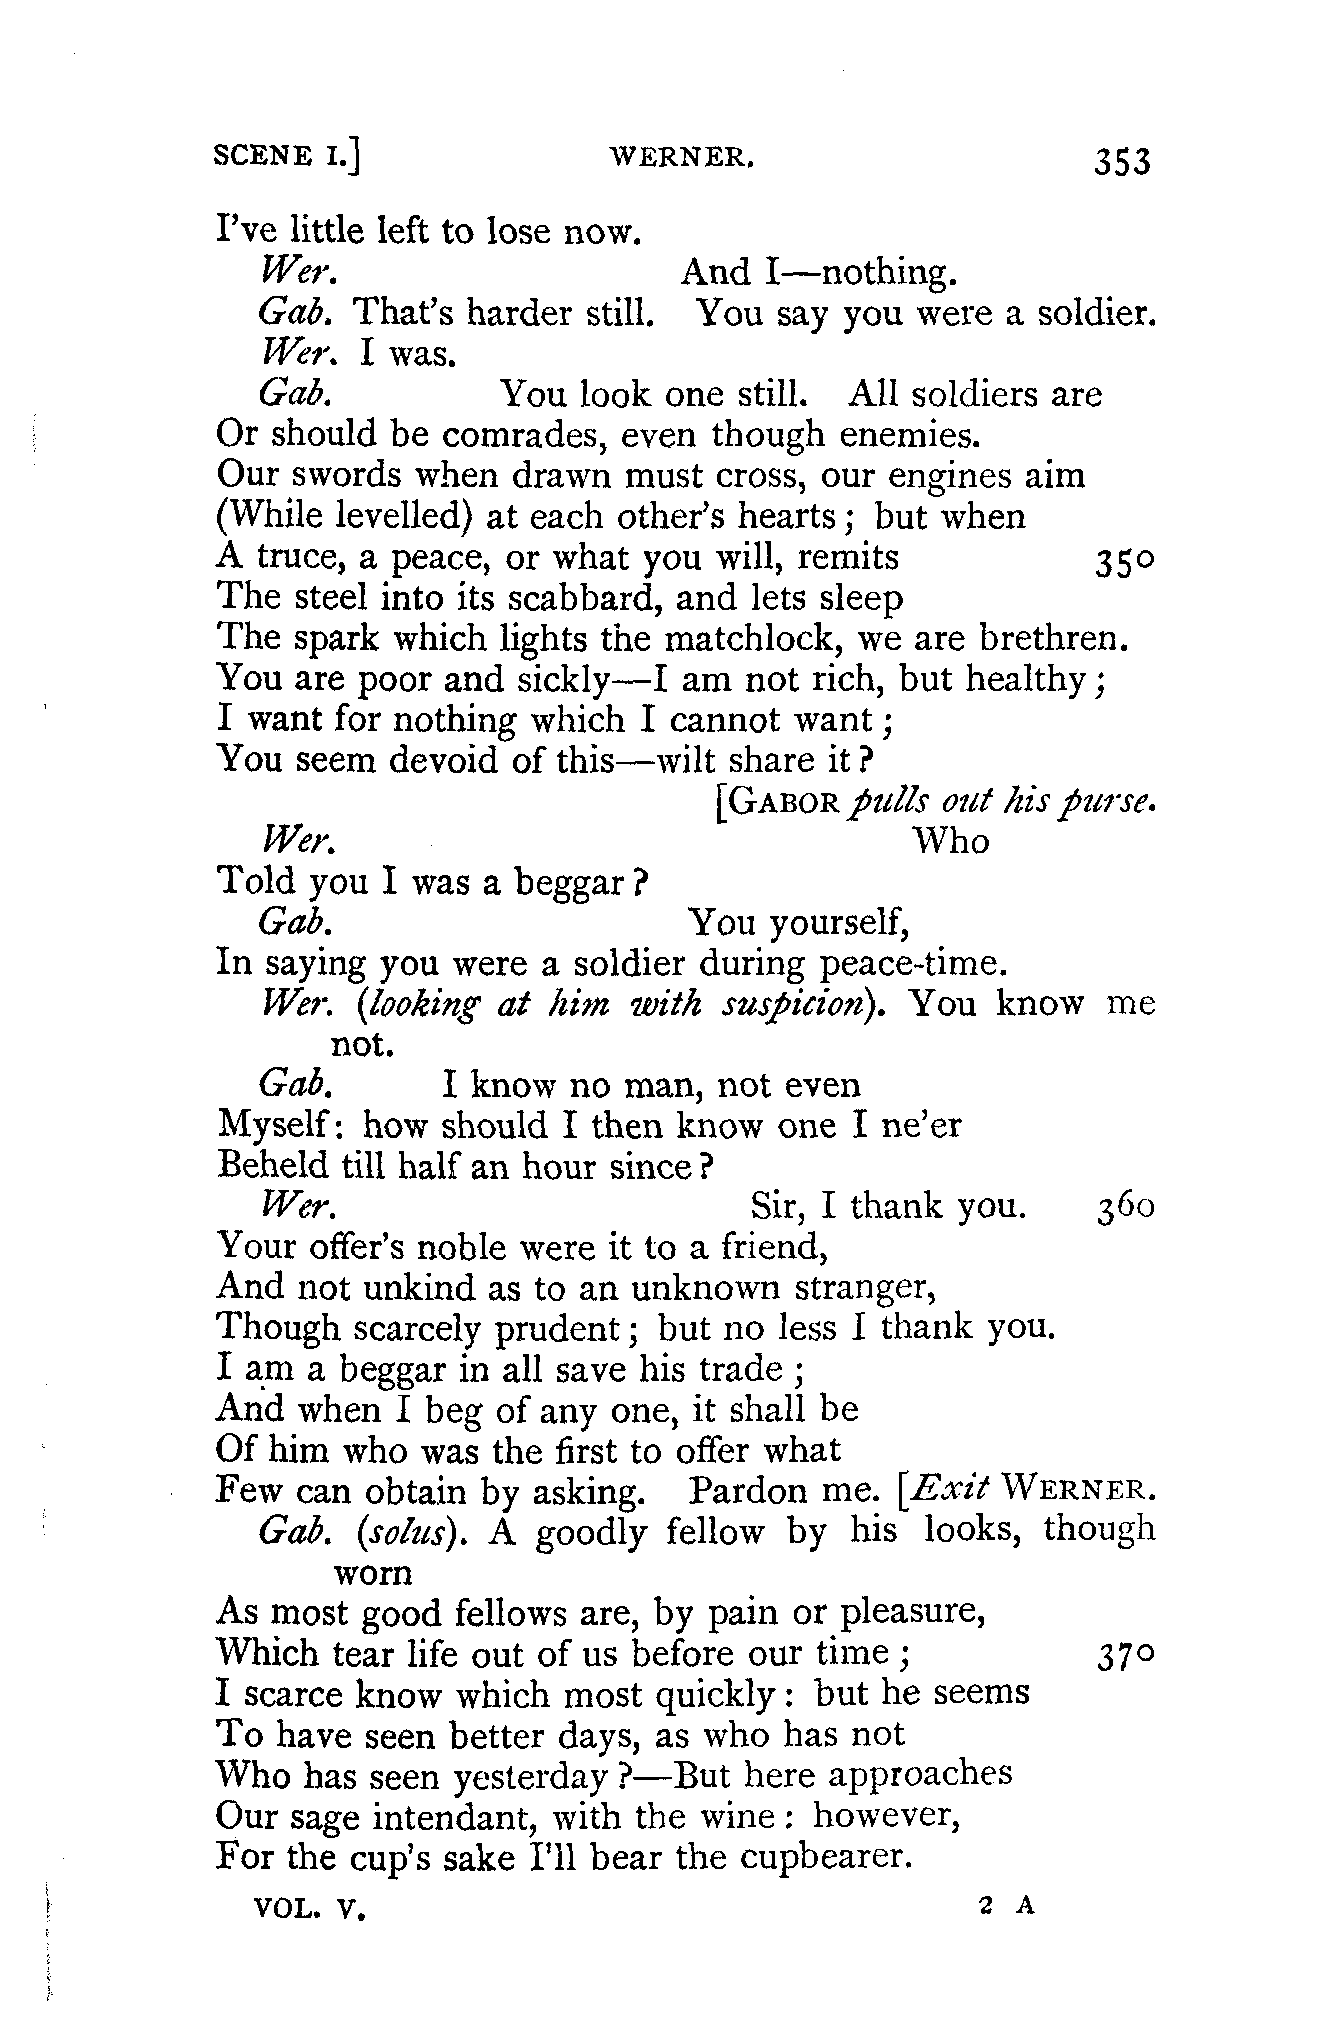 SCENE I.] WERNER. 353
I've little left to lose now.
Wer. And I—nothing.
Gab. That's harder still. You say you were a soldier.
Wer. I was.
Gab. You look one still. All soldiers are
Or should be comrades, even though enemies.
Our swords when drawn must cross, our engines aim
(While levelled) at each other's hearts; but when
A truce, a peace, or what you will, remits 350
The steel into its scabbard, and lets sleep
The spark which lights the matchlock, we are brethren.
You are poor and sickly—I am not rich, but healthy;
I want for nothing which I cannot want;
You seem devoid of this—wilt share it?
[GABOR pulls out his purse.
Wer. Who
Told you I was a beggar?
Gab. You yourself,
In saying you were a soldier during peace-time.
Wer. (looking at him with suspicion). You know me
not.
Gab. I know no man, not even
Myself: how should I then know one I ne'er
Beheld till half an hour since?
Wer. Sir, I thank you. 360
Your offer's noble were it to a friend,
And not unkind as to an unknown stranger,
Though scarcely prudent; but no less I thank you.
I am a beggar in all save his trade;
And when I beg of any one, it shall be
Of him who was the first to offer what
Few can obtain by asking. Pardon me. [Exit WERNER.
Gab. (solus). A goodly fellow by his looks, though
worn
As most good fellows are, by pain or pleasure,
Which tear life out of us before our time; 370
I scarce know which most quickly: but he seems
To have seen better days, as who has not
Who has seen yesterday?—But here approaches
Our sage intendant, with the wine: however,
For the cup's sake I'll bear the cupbearer.
VOL. V. 2 A